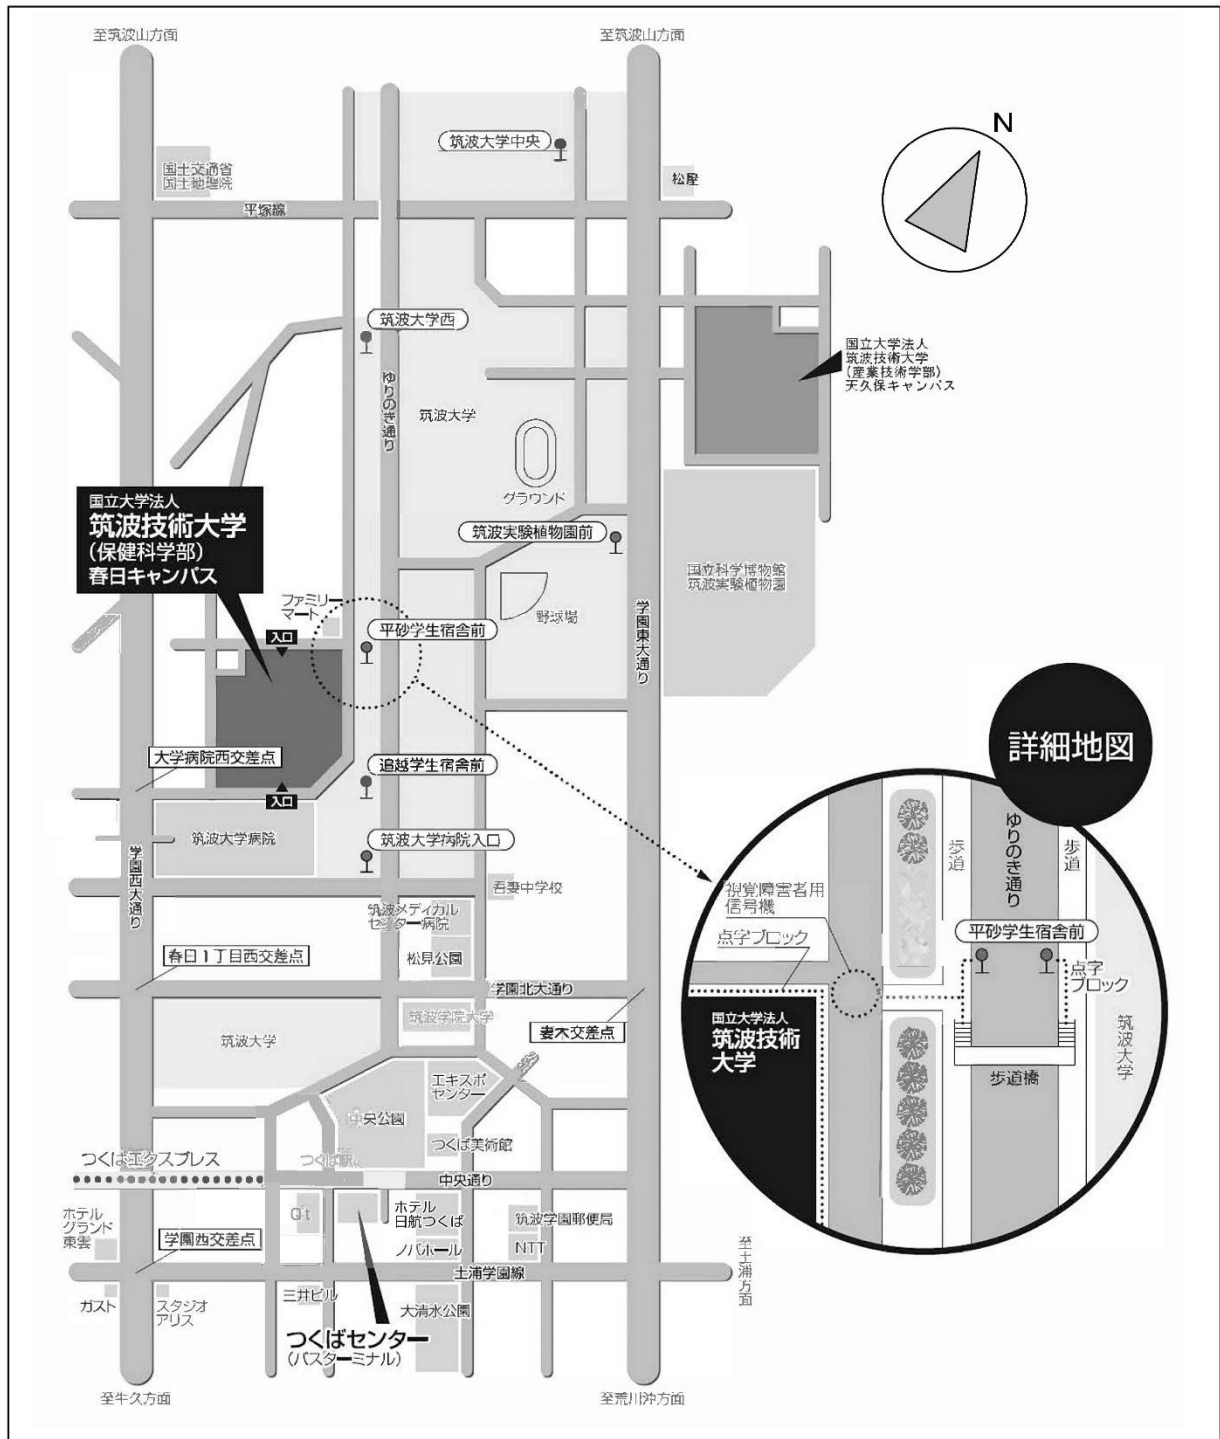 至筑波山方面
至筑波山方面
筑波大学中央
N
国土交通省
国土地理院
松屋
平塚線
筑波大学西
ゆりのき通り
国立大学法人
筑波技術大学
(産業技術学部)
天久保キャンパス
筑波大学
グラウンド
国立大学法人
筑波技術大学
(保健科学部)
春日キャンパス
筑波実験植物園前
国立科学博物館
筑波実験植物園
ファミリー
マート
野球場
学園東大通り
入口
平砂学生宿舎前
大学病院西交差点
追越学生宿舎前
入口
筑波大学病院
筑波大学病院入口
学園西大通り
吾妻中学校
筑波メディカル
センター病院
松見公園
春日1丁目西交差点
学園北大通り
筑波学院大学
妻木交差点
筑波大学
エキスポ
センター
中央公園
つくば美術館
つくばエクスプレス
つくば駅
中央通り
ホテル
グランド
東雲
Q't
ホテル
日航つくば
筑波学園郵便局
学園西交差点
ノバホール
NTT
至土浦方面
土浦学園線
ガスト
スタジオ
アリス
三井ビル
大清水公園
つくばセンター
(バスターミナル)
至牛久方面
至荒川沖方面
詳細地図
ゆりのき通り
歩道
歩道
視覚障害者用
信号機
点字ブロック
平砂学生宿舎前
点字
ブロック
国立大学法人
筑波技術
大学
歩道橋
筑波大学